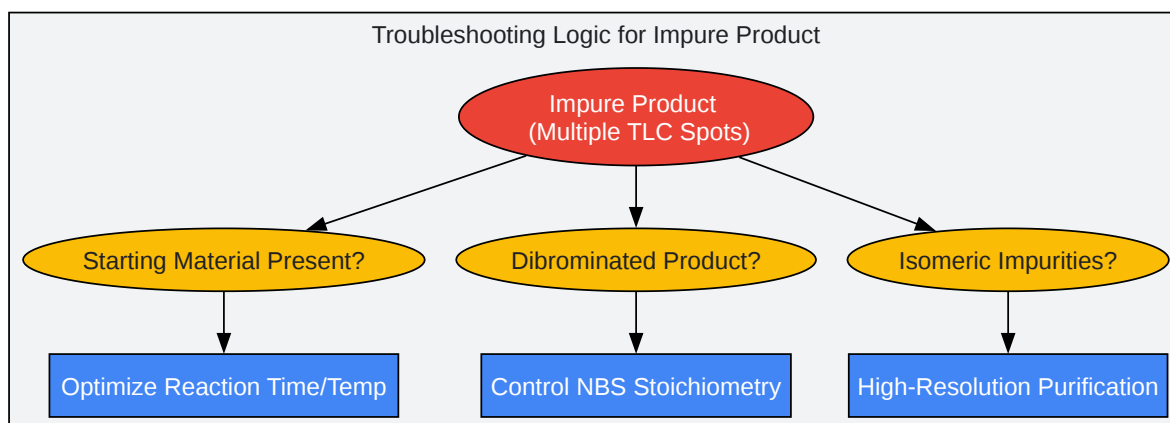 Troubleshooting Logic for Impure Product
Impure Product
(Multiple TLC Spots)
Starting Material Present?
Dibrominated Product?
Isomeric Impurities?
Optimize Reaction Time/Temp
Control NBS Stoichiometry
High-Resolution Purification